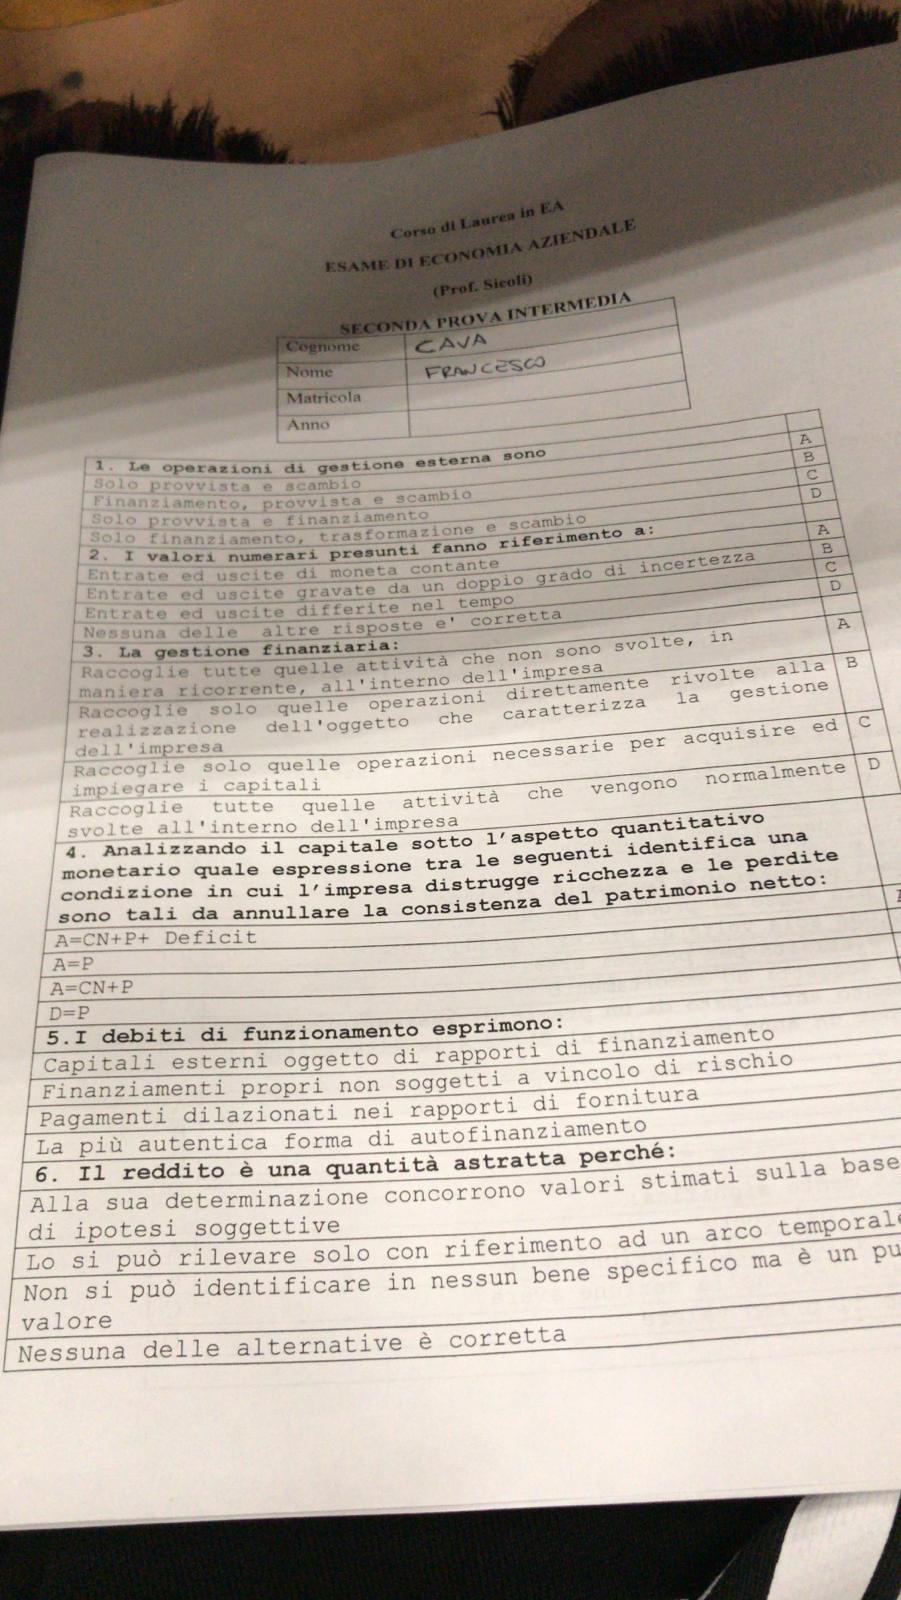 Corso di Laurea in EA
ESAME DI ECONOMIA AZIENDALE
(Prof. Sicoli)
SECONDA PROVA INTERMEDIA
Cognome CAVA
Nome FRANCESCO
Matricola
Anno
1. Le operazioni di gestione esterna sono
Solo provvista e scambio A
Finanziamento, provvista e scambio B
Solo provvista e finanziamento C
Solo finanziamento, trasformazione e scambio D
2. I valori numerari presunti fanno riferimento a:
Entrate ed uscite di moneta contante A
Entrate ed uscite gravate da un doppio grado di incertezza B
Entrate ed uscite differite nel tempo C
Nessuna delle altre risposte e' corretta D
3. La gestione finanziaria:
Raccoglie tutte quelle attività che non sono svolte, in A
maniera ricorrente, all'interno dell'impresa
Raccoglie solo quelle operazioni direttamente rivolte alla B
realizzazione dell'oggetto che caratterizza la gestione
dell'impresa
Raccoglie solo quelle operazioni necessarie per acquisire ed C
impiegare i capitali
Raccoglie tutte quelle attività che vengono normalmente D
svolte all'interno dell'impresa
4. Analizzando il capitale sotto l'aspetto quantitativo
monetario quale espressione tra le seguenti identifica una
condizione in cui l'impresa distrugge ricchezza e le perdite
sono tali da annullare la consistenza del patrimonio netto:
A=CN+P+ Deficit
A=P
A=CN+P
D=P
5.I debiti di funzionamento esprimono:
Capitali esterni oggetto di rapporti di finanziamento
Finanziamenti propri non soggetti a vincolo di rischio
Pagamenti dilazionati nei rapporti di fornitura
La più autentica forma di autofinanziamento
6. Il reddito è una quantità astratta perché:
Alla sua determinazione concorrono valori stimati sulla base
di ipotesi soggettive
Lo si può rilevare solo con riferimento ad un arco temporale
Non si può identificare in nessun bene specifico ma è un pu
valore
Nessuna delle alternative è corretta